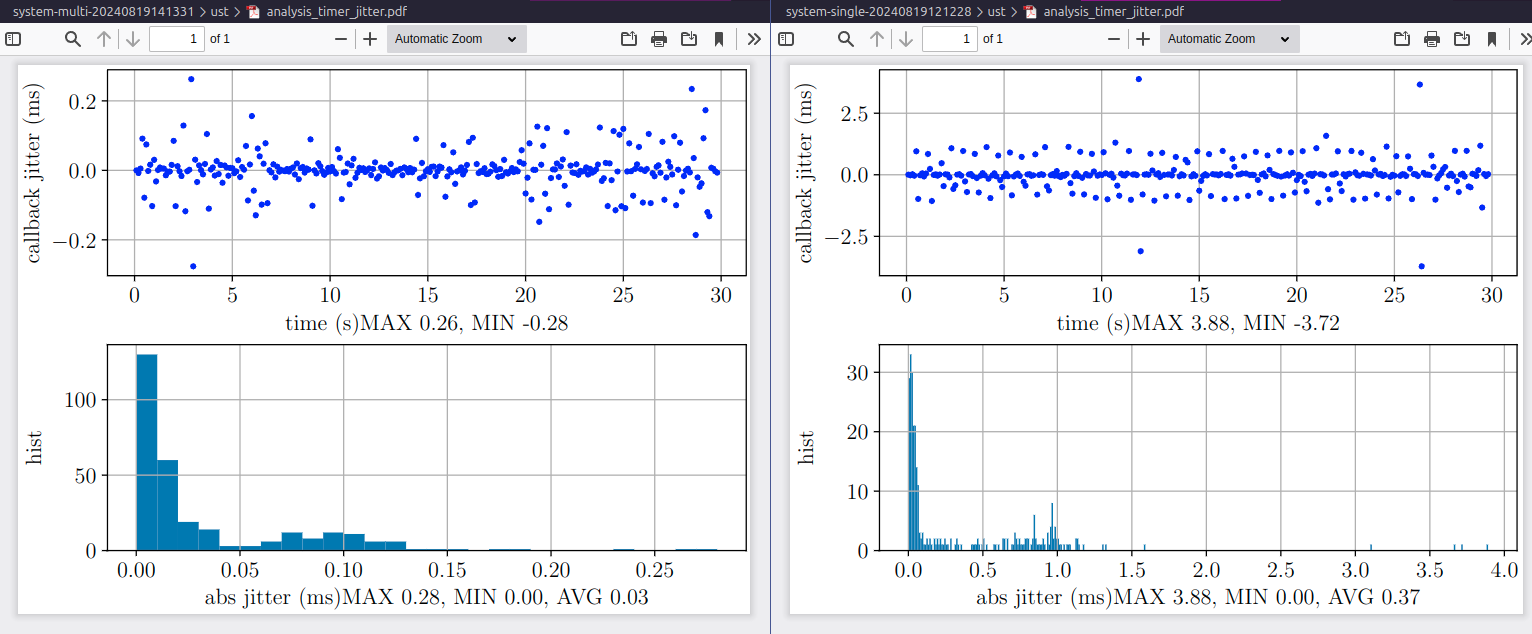 system-multi-20240819141331 > ust > analysis_timer_jitter.pdf
1 of 1
Automatic Zoom
callback jitter (ms)
0.2
0.0
−0.2
0 5 10 15 20 25 30
time (s)MAX 0.26, MIN -0.28
hist
100
50
0
0.00 0.05 0.10 0.15 0.20 0.25
abs jitter (ms)MAX 0.28, MIN 0.00, AVG 0.03
system-single-20240819121228 > ust > analysis_timer_jitter.pdf
1 of 1
Automatic Zoom
callback jitter (ms)
2.5
0.0
−2.5
0 5 10 15 20 25 30
time (s)MAX 3.88, MIN -3.72
hist
30
20
10
0
0.0 0.5 1.0 1.5 2.0 2.5 3.0 3.5 4.0
abs jitter (ms)MAX 3.88, MIN 0.00, AVG 0.37